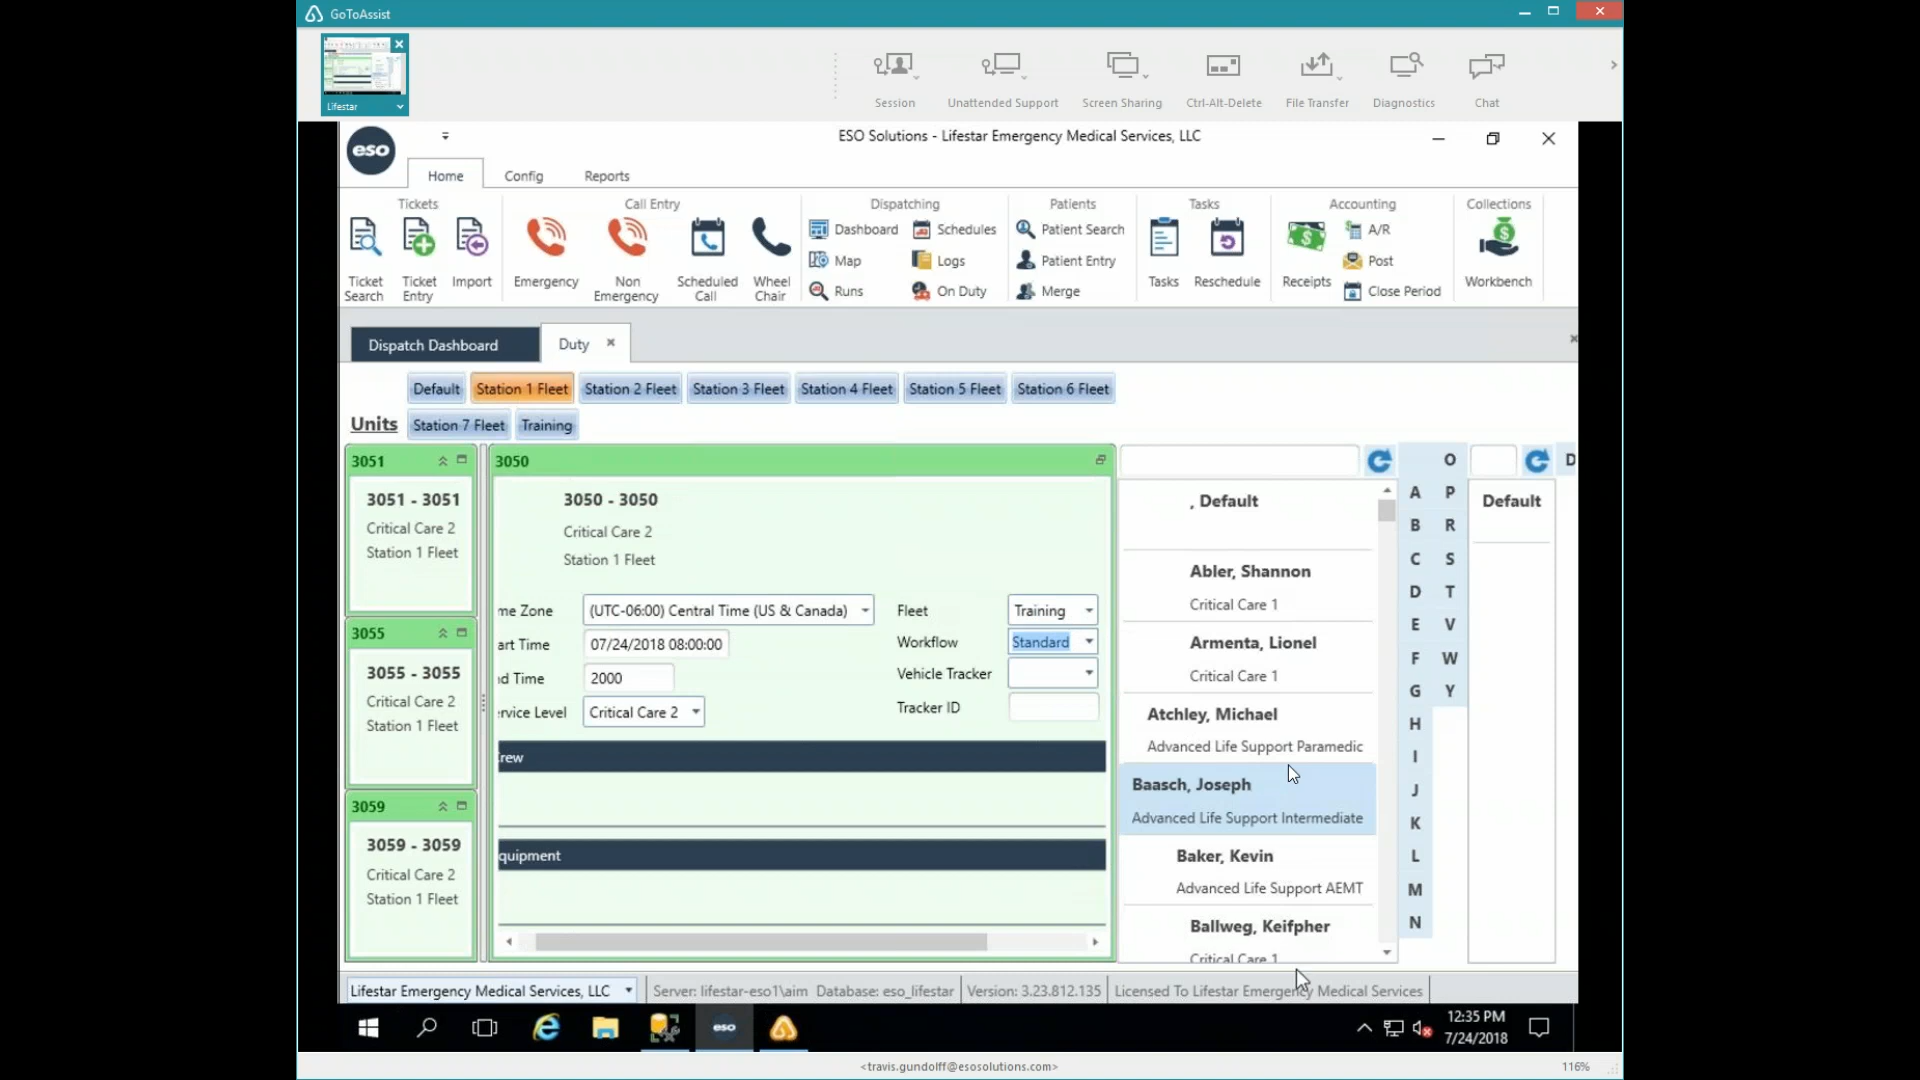 GoToAssist
Lifestar
Session
Unattended Support
Screen Sharing
Ctrl-Alt-Delete
File Transfer
Diagnostics
Chat
eso
ESO Solutions - Lifestar Emergency Medical Services, LLC
Home
Config
Reports
Tickets
Ticket Search
Ticket Entry
Import
Call Entry
Emergency
Non Emergency
Scheduled Call
Wheel Chair
Dispatching
Dashboard
Schedules
Map
Logs
Runs
On Duty
Patients
Patient Search
Patient Entry
Merge
Tasks
Tasks
Reschedule
Accounting
Receipts
A/R
Post
Close Period
Collections
Workbench
Dispatch Dashboard
Duty
Units
Default
Station 1 Fleet
Station 2 Fleet
Station 3 Fleet
Station 4 Fleet
Station 5 Fleet
Station 6 Fleet
Station 7 Fleet
Training
3051
3051 - 3051
Critical Care 2
Station 1 Fleet
3055
3055 - 3055
Critical Care 2
Station 1 Fleet
3059
3059 - 3059
Critical Care 2
Station 1 Fleet
3050
3050 - 3050
Critical Care 2
Station 1 Fleet
me Zone
(UTC-06:00) Central Time (US & Canada)
Fleet
Training
art Time
07/24/2018 08:00:00
Workflow
Standard
d Time
2000
Vehicle Tracker
rvice Level
Critical Care 2
Tracker ID
rew
quipment
, Default
Abler, Shannon
Critical Care 1
Armenta, Lionel
Critical Care 1
Atchley, Michael
Advanced Life Support Paramedic
Baasch, Joseph
Advanced Life Support Intermediate
Baker, Kevin
Advanced Life Support AEMT
Ballweg, Keifpher
Critical Care 1
A
B
C
D
E
F
G
H
I
J
K
L
M
N
O
P
R
S
T
V
W
Y
D
Default
Lifestar Emergency Medical Services, LLC
Server: lifestar-eso1\aim Database: eso_lifestar
Version: 3.23.812.135
Licensed To Lifestar Emergency Medical Services
eso
12:35 PM
7/24/2018
<travis.gundolff@esosolutions.com>
116%